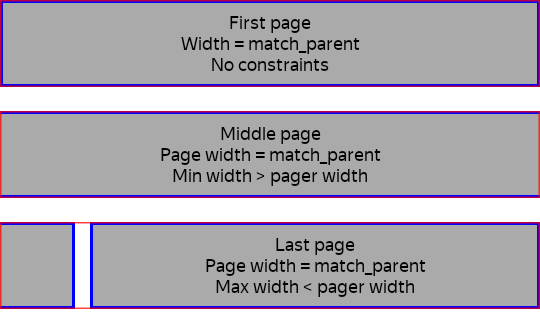 First page
Width = match_parent
No constraints
Middle page
Page width = match_parent
Min width > pager width
Last page
Page width = match_parent
Max width < pager width